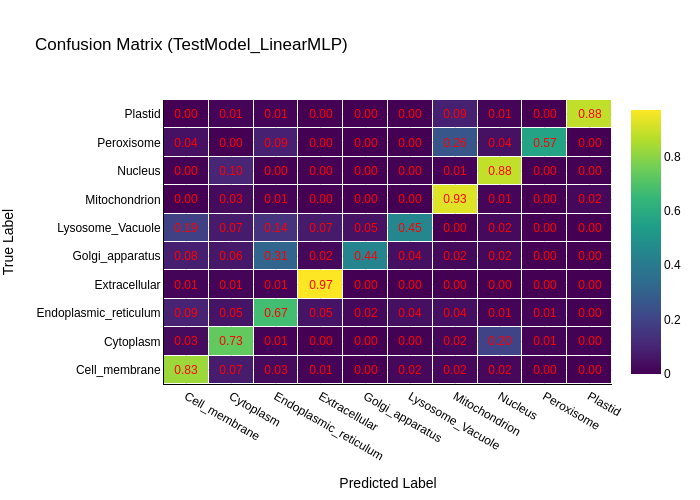 Confusion Matrix (TestModel_LinearMLP)
Plastid 0.00 0.01 0.01 0.00 0.00 0.00 0.09 0.01 0.00 0.88
Peroxisome 0.04 0.00 0.09 0.00 0.00 0.00 0.04 0.57 0.00
Nucleus 0.00 0.10 0.00 0.00 0.00 0.00 0.01 0.88 0.00 0.00
Mitochondrion 0.00 0.03 0.01 0.00 0.00 0.00 0.93 0.01 0.00 0.02
Lysosome_Vacuole 0.19 0.07 0.14 0.07 0.05 0.45 0.00 0.02 0.00 0.00
Golgi_apparatus 0.08 0.06 0.31 0.02 0.44 0.04 0.02 0.02 0.00 0.00
Extracellular 0.01 0.01 0.01 0.97 0.00 0.00 0.00 0.00 0.00 0.00
Endoplasmic_reticulum 0.09 0.05 0.67 0.05 0.02 0.04 0.04 0.01 0.01 0.00
Cytoplasm 0.03 0.73 0.01 0.00 0.00 0.00 0.02 0.20 0.01 0.00
Cell_membrane 0.83 0.07 0.03 0.01 0.00 0.02 0.02 0.02 0.00 0.00
Cell_membrane Cytoplasm Endoplasmic_reticulum Extracellular Golgi_apparatus Lysosome_Vacuole Mitochondrion Nucleus Peroxisome Plastid
Predicted Label
True Label
0.8
0.6
0.4
0.2
0